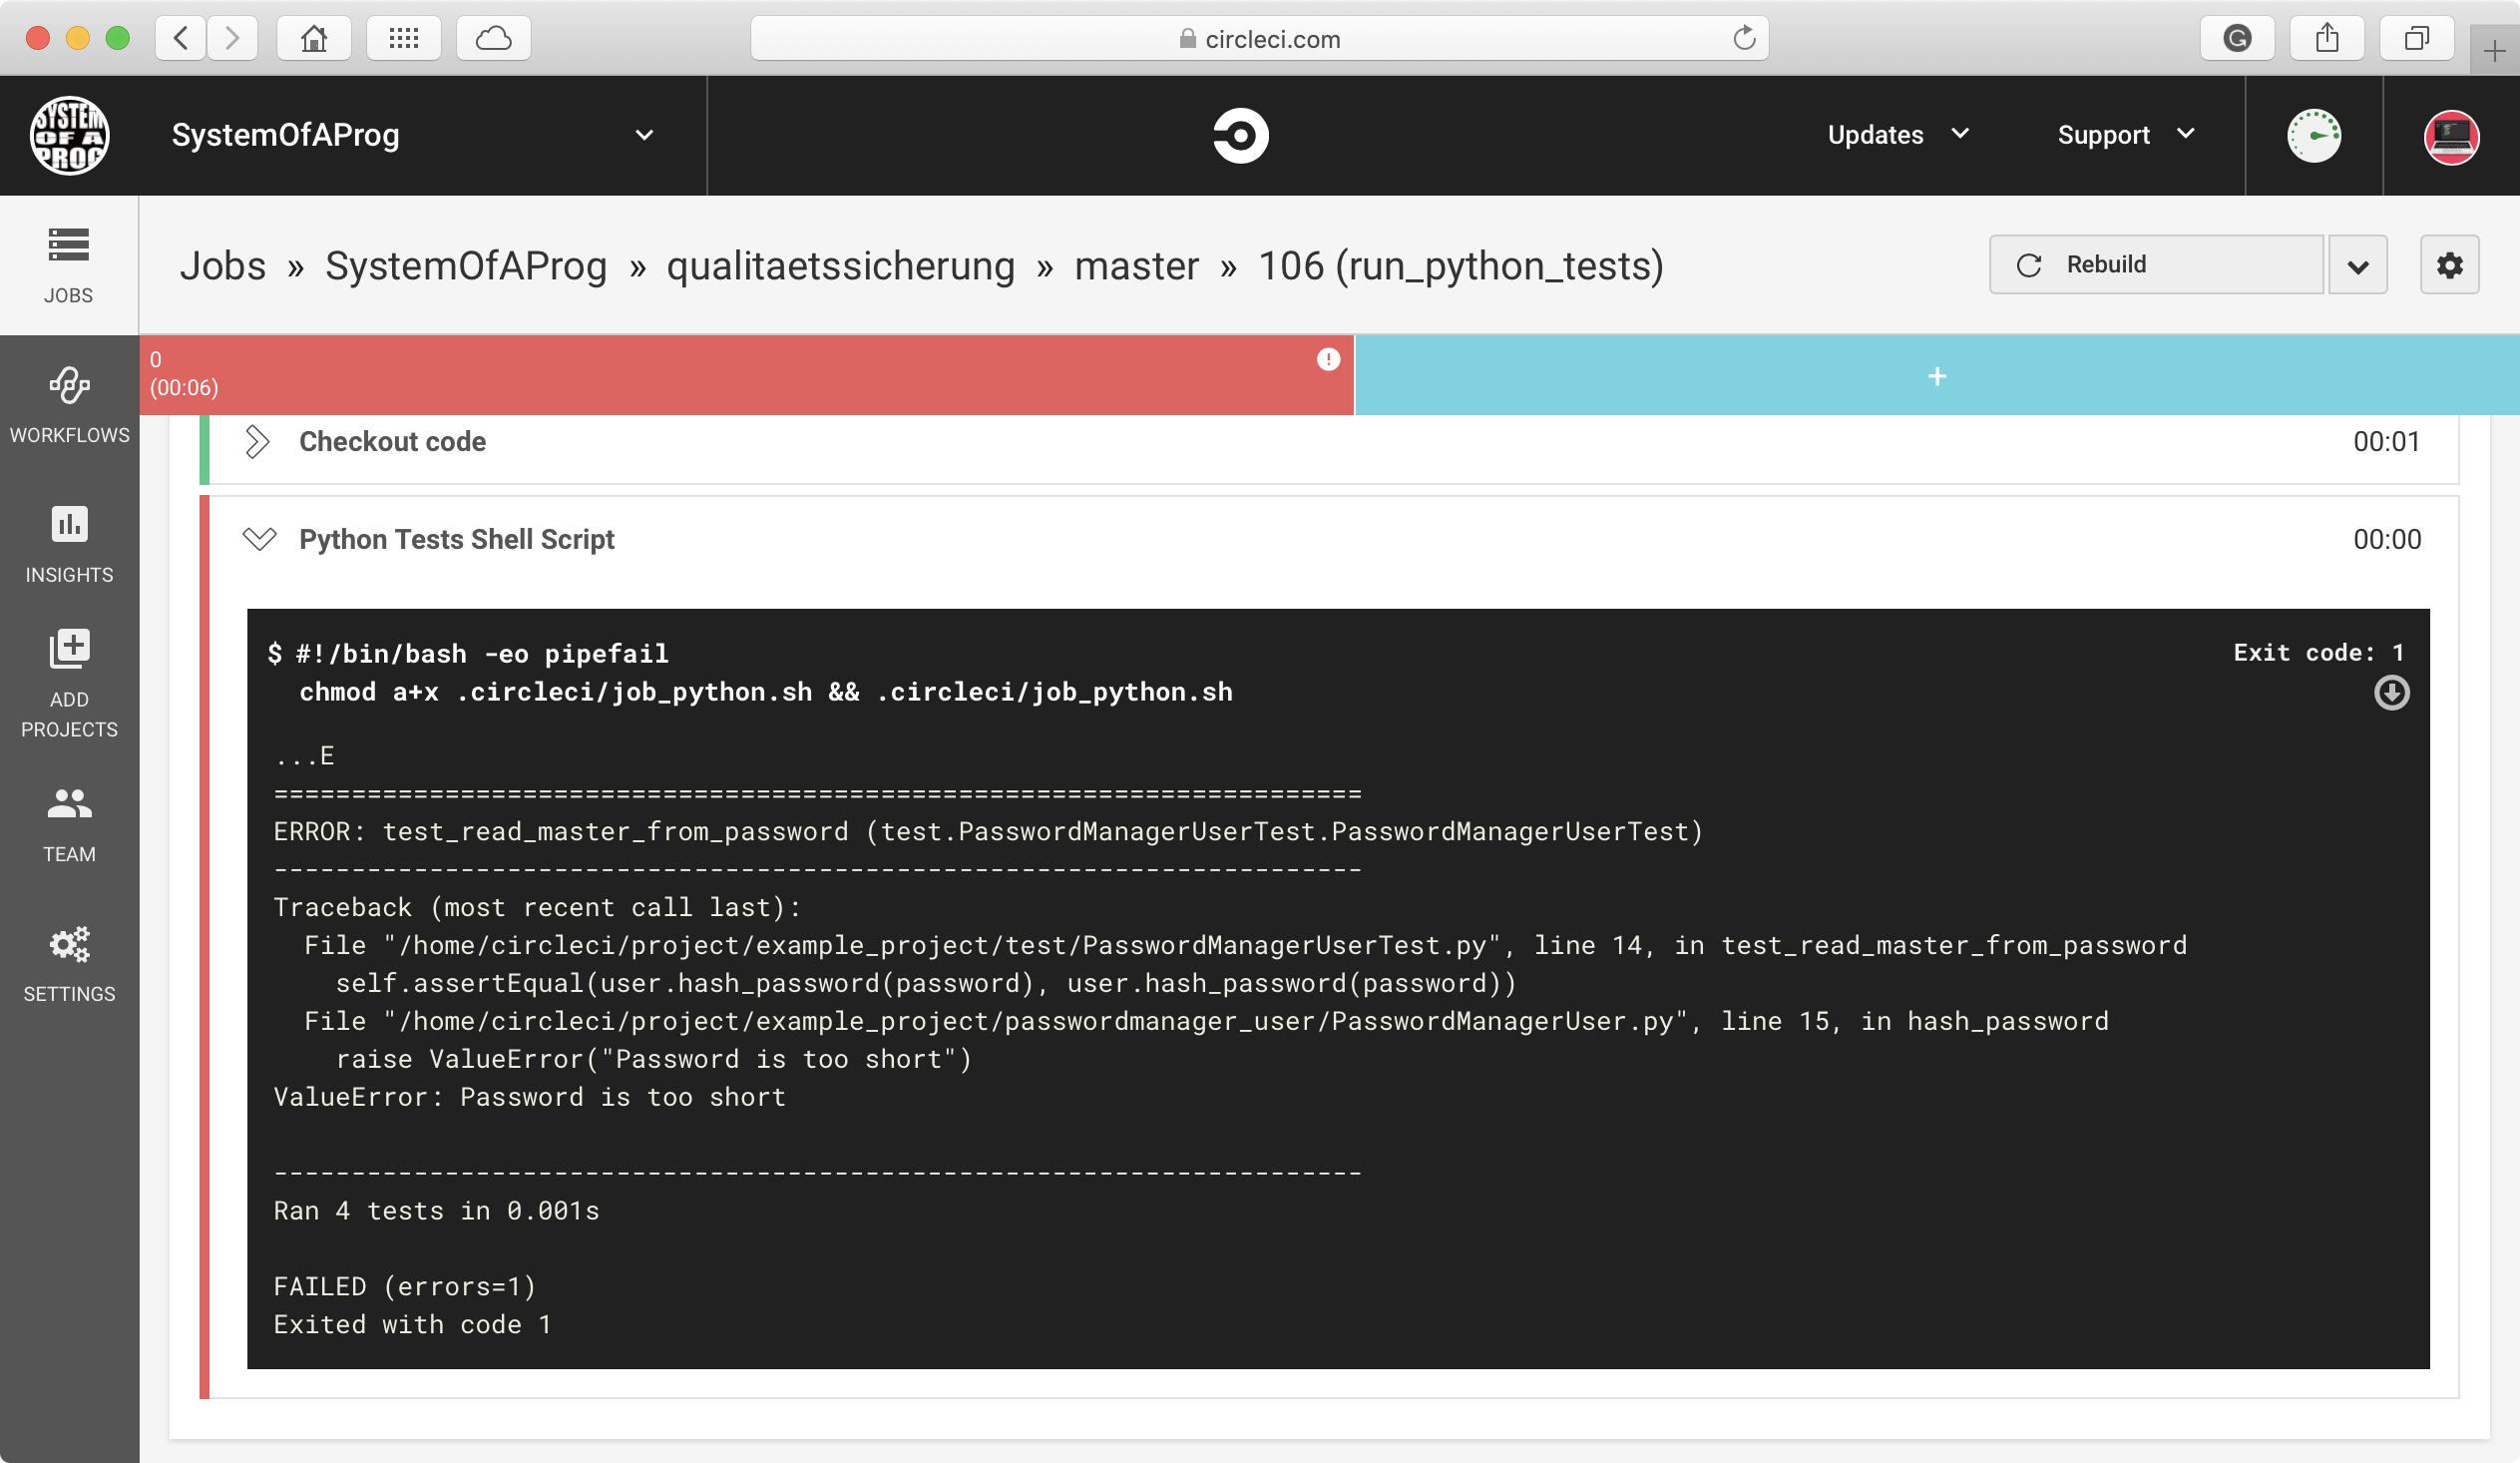 circleci.com
SYSTEM
OF A
PROG
SystemOfAProg
Updates
Support
JOBS
Jobs » SystemOfAProg » qualitaetssicherung » master » 106 (run_python_tests)
Rebuild
0
(00:06)
+
WORKFLOWS
INSIGHTS
ADD
PROJECTS
TEAM
SETTINGS
Checkout code 00:01
Python Tests Shell Script 00:00
$ #!/bin/bash -eo pipefail
Exit code: 1
chmod a+x .circleci/job_python.sh && .circleci/job_python.sh
...E
======================================================================
ERROR: test_read_master_from_password (test.PasswordManagerUserTest.PasswordManagerUserTest)
----------------------------------------------------------------------
Traceback (most recent call last):
  File "/home/circleci/project/example_project/test/PasswordManagerUserTest.py", line 14, in test_read_master_from_password
    self.assertEqual(user.hash_password(password), user.hash_password(password))
  File "/home/circleci/project/example_project/passwordmanager_user/PasswordManagerUser.py", line 15, in hash_password
    raise ValueError("Password is too short")
ValueError: Password is too short
----------------------------------------------------------------------
Ran 4 tests in 0.001s
FAILED (errors=1)
Exited with code 1